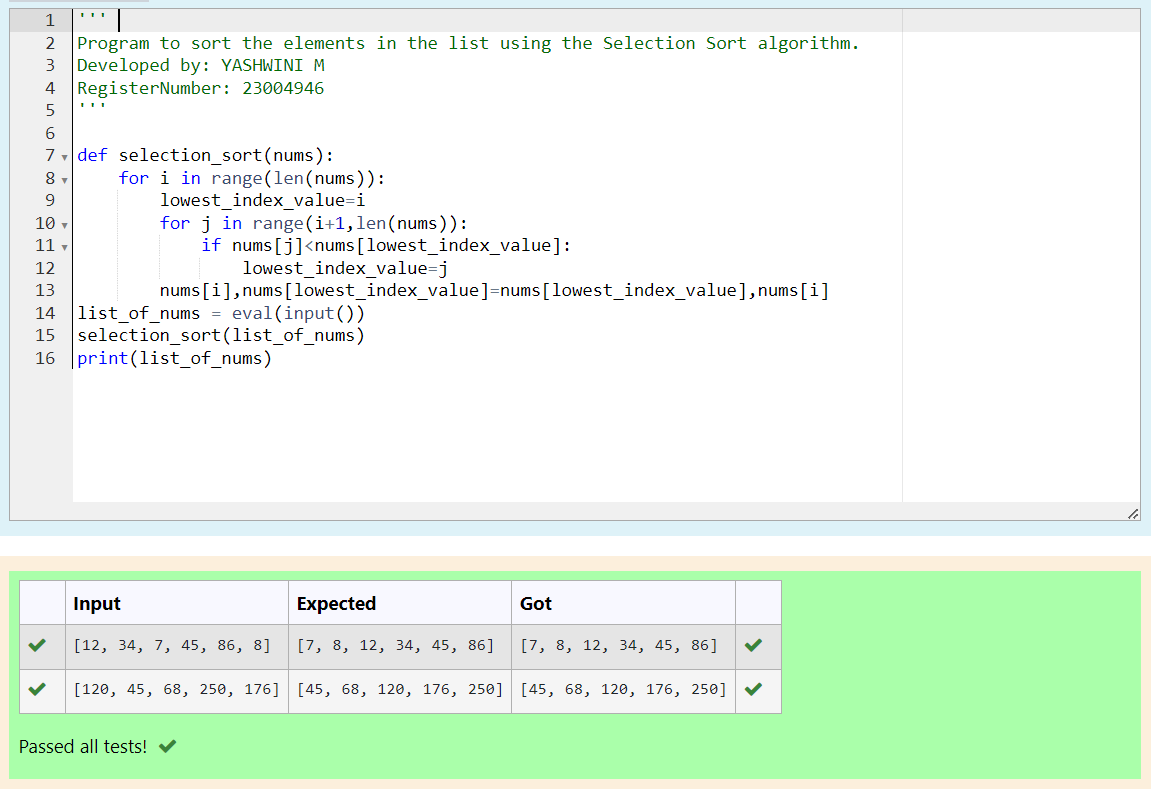 1 '''
2 Program to sort the elements in the list using the Selection Sort algorithm.
3 Developed by: YASHWINI M
4 RegisterNumber: 23004946
5 '''
6
7 def selection_sort(nums):
8     for i in range(len(nums)):
9         lowest_index_value=i
10         for j in range(i+1,len(nums)):
11             if nums[j]<nums[lowest_index_value]:
12                 lowest_index_value=j
13         nums[i],nums[lowest_index_value]=nums[lowest_index_value],nums[i]
14 list_of_nums = eval(input())
15 selection_sort(list_of_nums)
16 print(list_of_nums)
Input Expected Got
[12, 34, 7, 45, 86, 8] [7, 8, 12, 34, 45, 86] [7, 8, 12, 34, 45, 86]
[120, 45, 68, 250, 176] [45, 68, 120, 176, 250] [45, 68, 120, 176, 250]
Passed all tests!